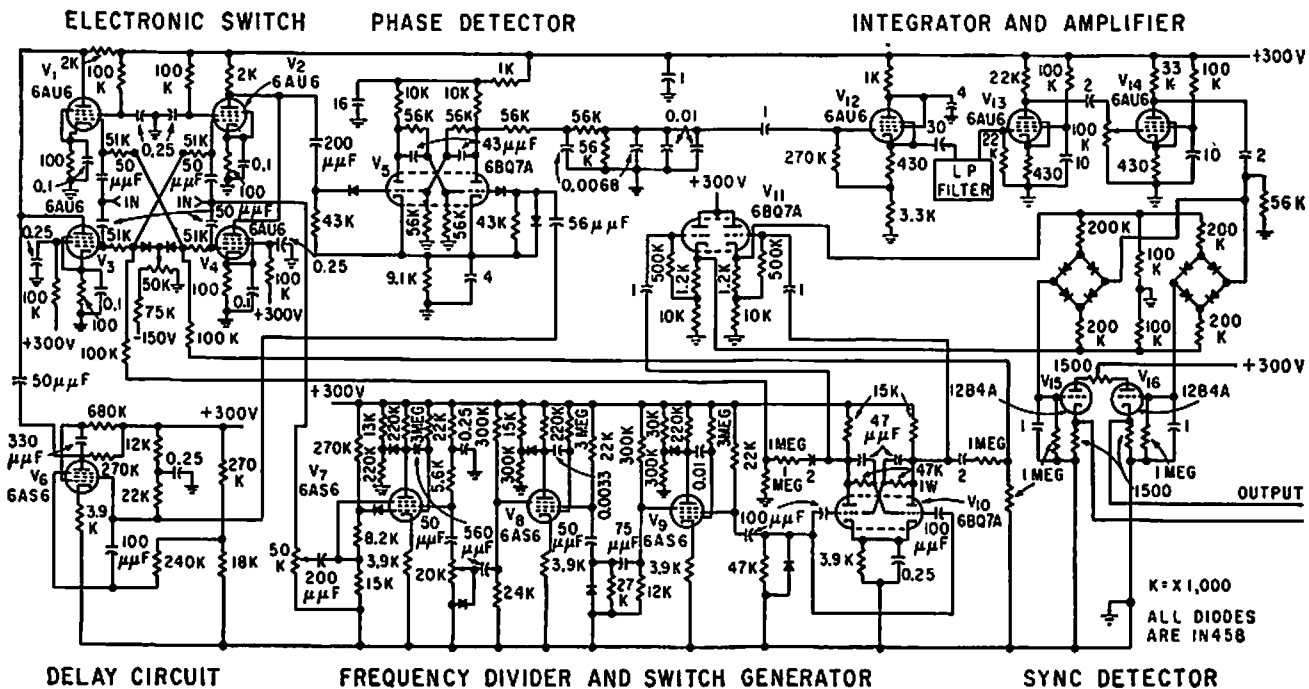 ELECTRONIC SWITCH
PHASE DETECTOR
INTEGRATOR AND AMPLIFIER
+300V
V1
6AU6
2K
100
K
100
K
V2
6AU6
2K
0.25
51K
50
μμF
51K
50
μμF
100
0.1
6AU6
0.1
100
IN
IN
50
μμF
6AU6
51K
51K
0.25
V3
V4
100
K
0.1
100
+300V
50K
75K
-150V
100
0.1
100
K
+300V
0.25
100K
100K
50μμF
200
μμF
43K
16
10K
10K
1K
56K
56K
56K
43μμF
V5
6BQ7A
56K
56K
43K
56μμF
9.1K
4
1
56K
56
K
0.0068
0.01
1
270K
1K
V12
6AU6
4
30
430
3.3K
LP
FILTER
22K
V13
6AU6
22
K
430
100
K
10
2
100
K
V14
6AU6
33
K
430
100
K
10
2
56K
+300V
V11
6BQ7A
500K
1.2K
1.2K
500K
1
1
10K
10K
200
K
200
K
100
K
100
K
200
K
200
K
1500
+300V
V15
V16
12B4A
12B4A
1
1
1MEG
1MEG
1500
OUTPUT
680K
+300V
330
μμF
270K
12K
0.25
V6
6AS6
22K
270
K
3.9
K
100
μμF
240K
18K
+300V
270K
13K
220K
3MEG
22K
0.25
300K
V7
6AS6
220K
5.6K
50
K
200
μμF
8.2K
3.9K
15K
50
μμF
560
μμF
20K
24K
15K
220K
3MEG
300K
V8
6AS6
0.0033
22K
50
μμF
3.9K
75
μμF
27
K
12K
300K
30K
220K
3MEG
300K
0.01
V9
6AS6
22K
3.9K
15K
47
μμF
1MEG
2
1
MEG
2
1MEG
47K
1W
100
μμF
V10
6BQ7A
100
μμF
47K
3.9K
0.25
K=X1,000
ALL DIODES
ARE IN458
DELAY CIRCUIT
FREQUENCY DIVIDER AND SWITCH GENERATOR
SYNC DETECTOR